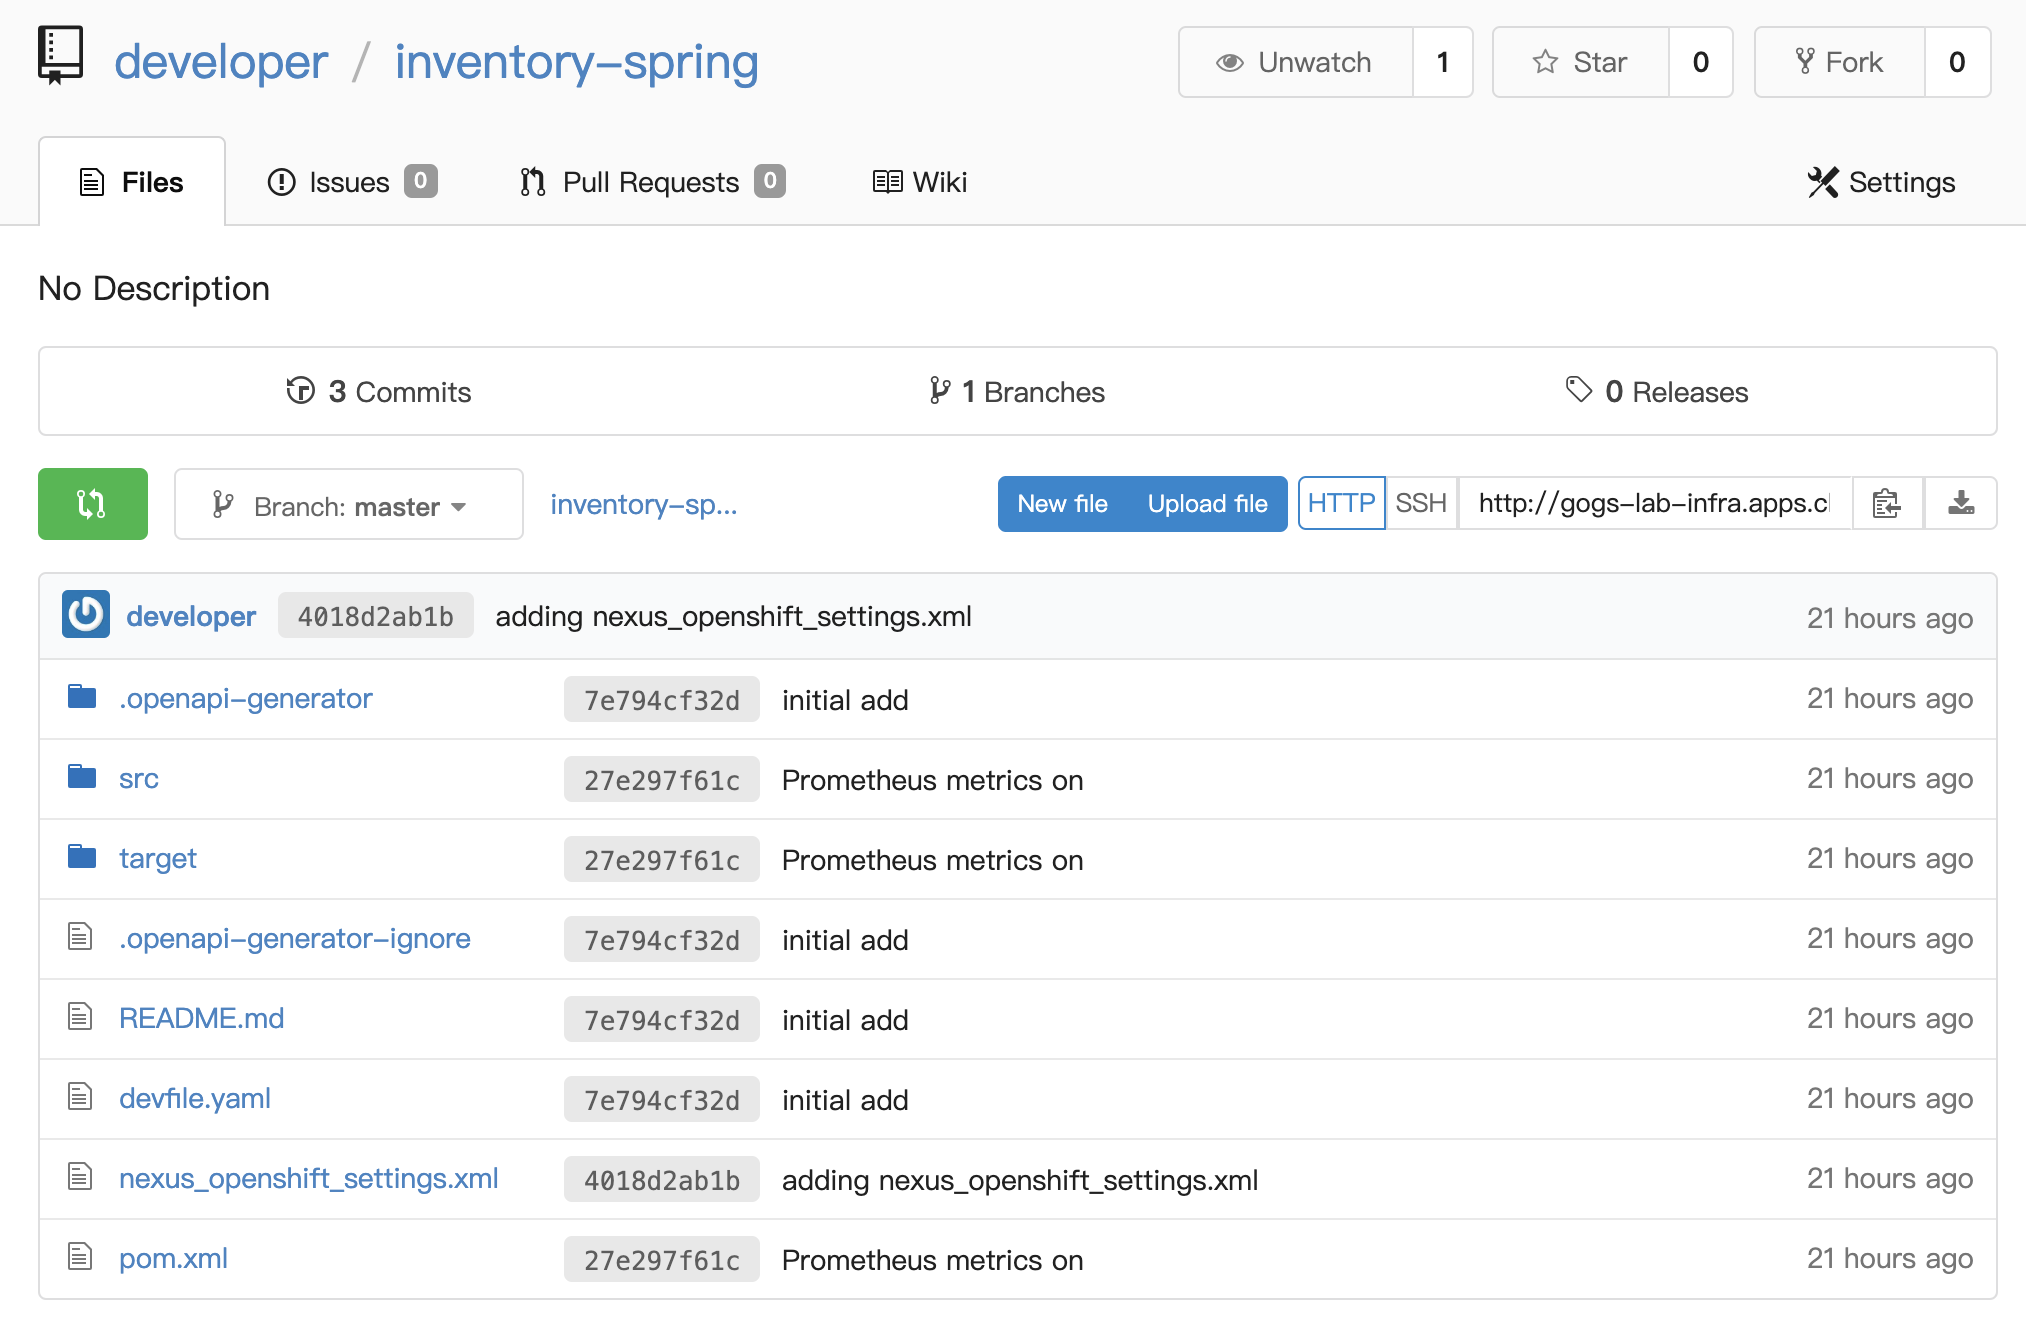 developer / inventory-spring
Unwatch 1
Star 0
Fork 0
Files
Issues 0
Pull Requests 0
Wiki
Settings
No Description
3 Commits
1 Branches
0 Releases
Branch: master
inventory-sp...
New file
Upload file
HTTP
SSH
http://gogs-lab-infra.apps.cl
developer 4018d2ab1b adding nexus_openshift_settings.xml 21 hours ago
.openapi-generator 7e794cf32d initial add 21 hours ago
src 27e297f61c Prometheus metrics on 21 hours ago
target 27e297f61c Prometheus metrics on 21 hours ago
.openapi-generator-ignore 7e794cf32d initial add 21 hours ago
README.md 7e794cf32d initial add 21 hours ago
devfile.yaml 7e794cf32d initial add 21 hours ago
nexus_openshift_settings.xml 4018d2ab1b adding nexus_openshift_settings.xml 21 hours ago
pom.xml 27e297f61c Prometheus metrics on 21 hours ago